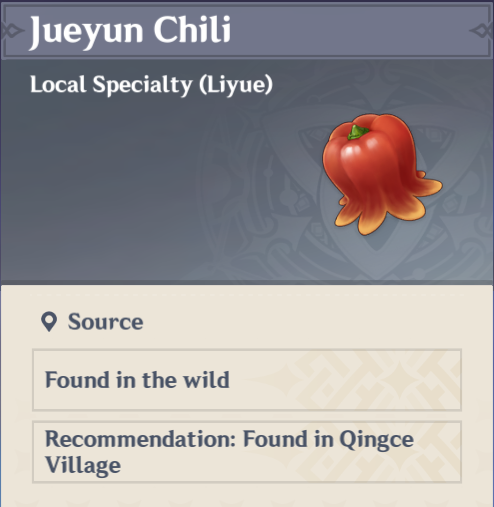 Jueyun Chili
Local Specialty (Liyue)
Source
Found in the wild
Recommendation: Found in Qingce
Village